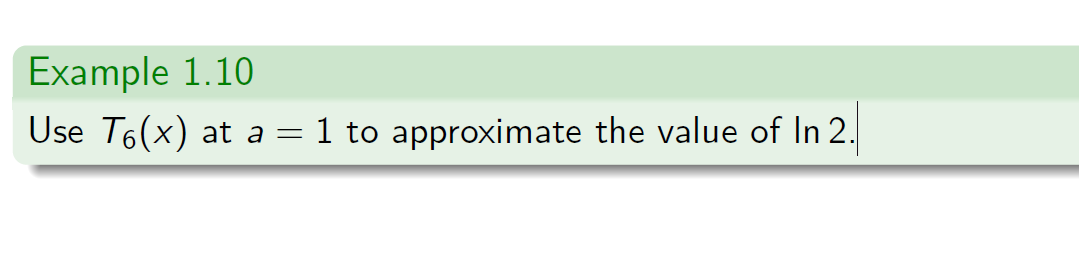 Example 1.10
Use T₆(x) at a = 1 to approximate the value of ln 2.